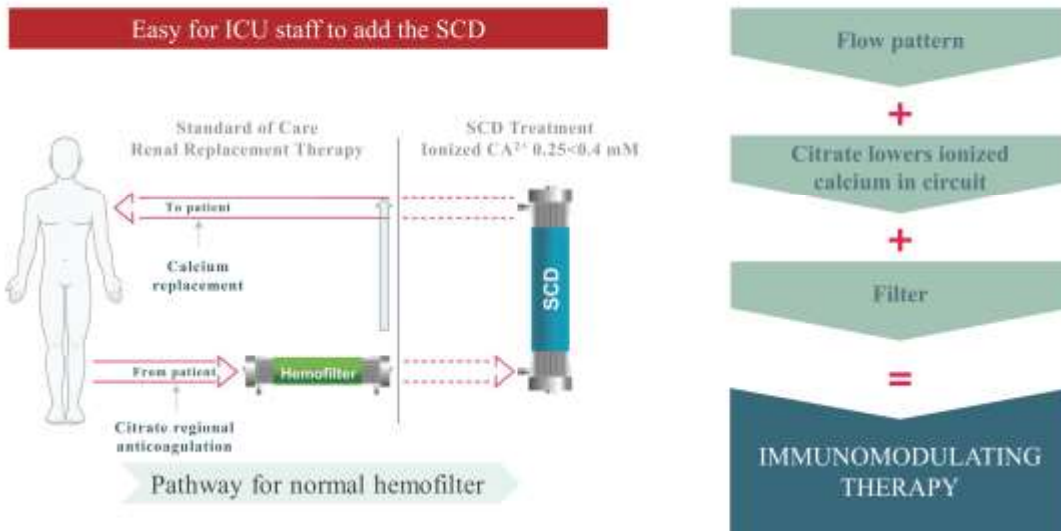 Easy for ICU staff to add the SCD
Standard of Care
Renal Replacement Therapy
SCD Treatment
Ionized CA²⁺ 0.25<0.4 mM
To patient
Calcium
replacement
SCD
From patient
Hemofilter
Citrate regional
anticoagulation
Pathway for normal hemofilter
Flow pattern
+
Citrate lowers ionized
calcium in circuit
+
Filter
=
IMMUNOMODULATING
THERAPY